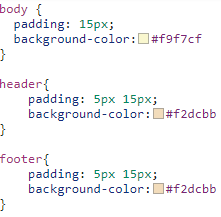 body {
  padding: 15px;
  background-color: #f9f7cf
}

header{
    padding: 5px 15px;
    background-color: #f2dcbb
}

footer{
    padding: 5px 15px;
    background-color: #f2dcbb
}